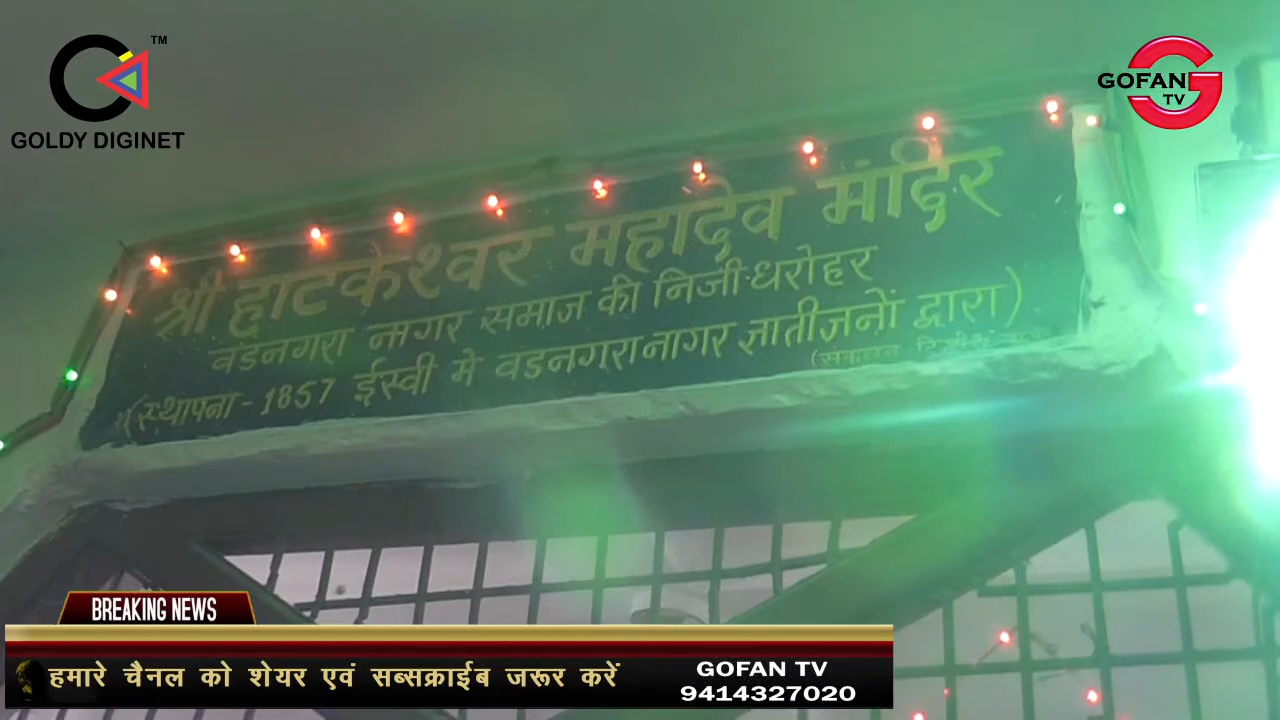 TM
GOLDY DIGINET
GOFAN
TV
श्री हाटकेश्वर महादेव मंदिर
वडनगरा नागर समाज की निजी धरोहर
(स्थापना - 1857 ईस्वी मे वडनगरा नागर ज्ञातीजनों द्वारा)
BREAKING NEWS
हमारे चैनल को शेयर एवं सब्सक्राईब जरूर करें
GOFAN TV
9414327020